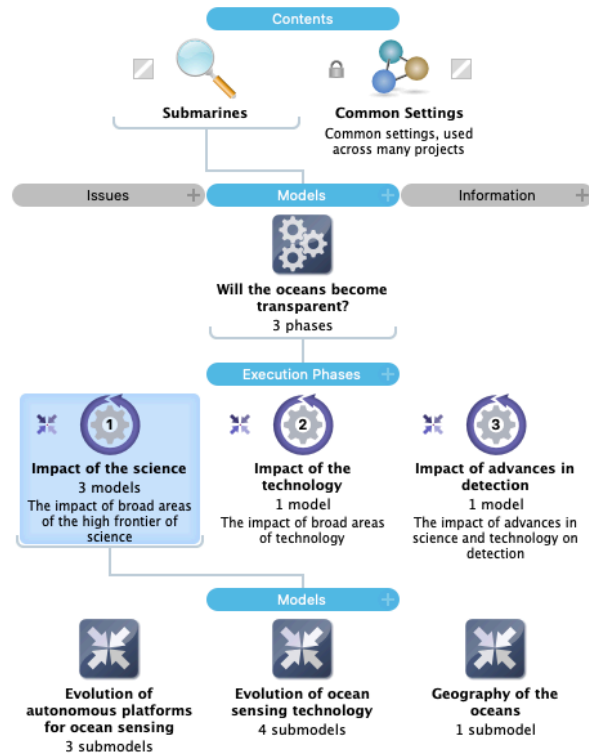 Contents
Submarines
Common Settings
Common settings, used
across many projects
Issues
Models
Information
Will the oceans become
transparent?
3 phases
Execution Phases
1
Impact of the science
3 models
The impact of broad areas
of the high frontier of
science
2
Impact of the
technology
1 model
The impact of broad areas
of technology
3
Impact of advances in
detection
1 model
The impact of advances in
science and technology on
detection
Models
Evolution of
autonomous platforms
for ocean sensing
3 submodels
Evolution of ocean
sensing technology
4 submodels
Geography of the
oceans
1 submodel